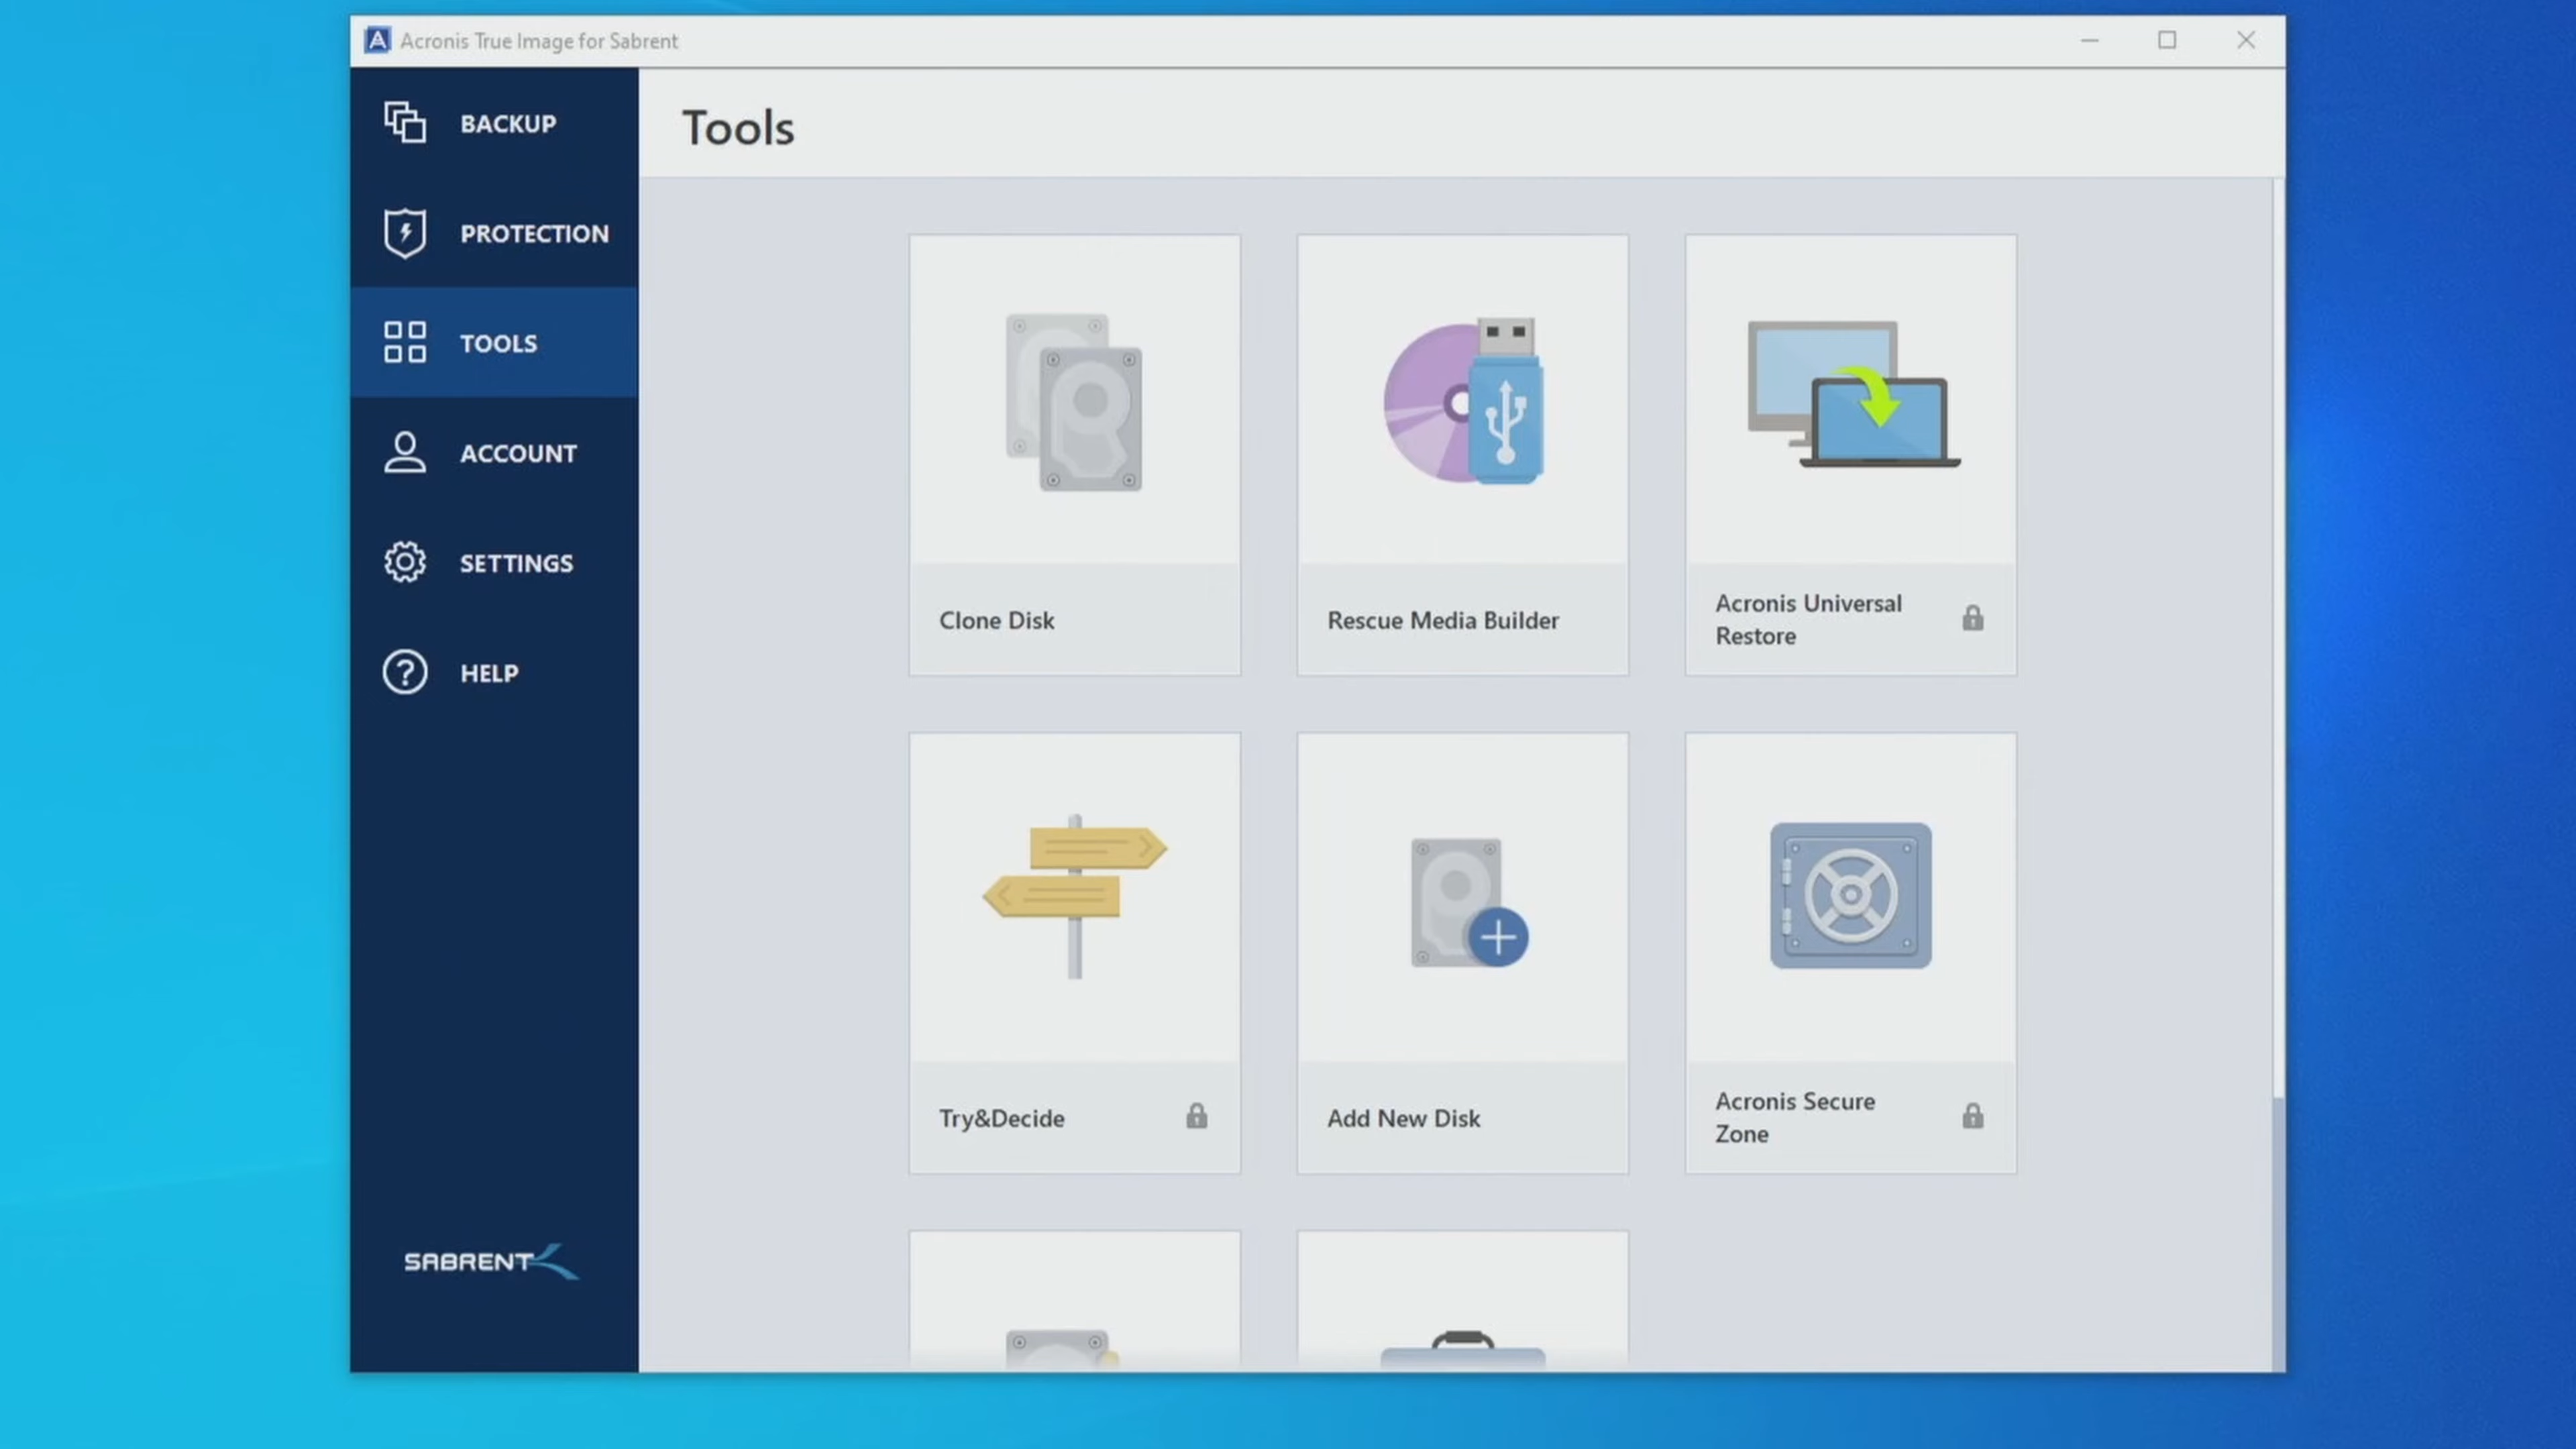 Acronis True Image for Sabrent
BACKUP
PROTECTION
TOOLS
ACCOUNT
SETTINGS
HELP
SABRENT
Tools
Clone Disk
Rescue Media Builder
Acronis Universal
Restore
Try&Decide
Add New Disk
Acronis Secure
Zone